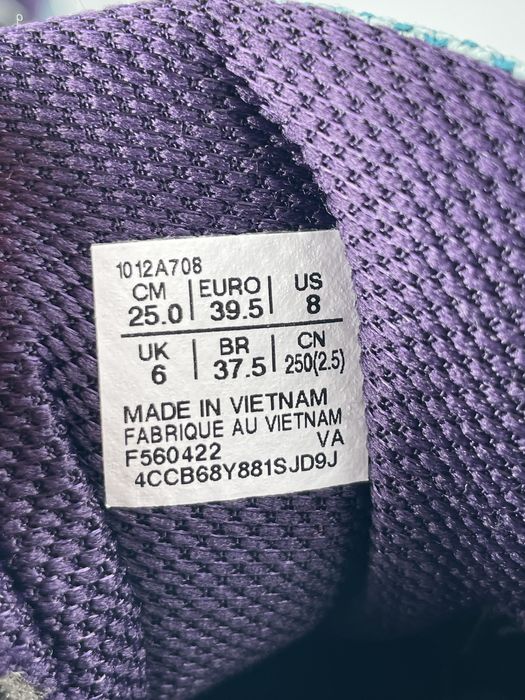 p
1012A708
CM | EURO | US
25.0 | 39.5 | 8
UK | BR | CN
6 | 37.5 | 250(2.5)
MADE IN VIETNAM
FABRIQUE AU VIETNAM
F560422 VA
4CCB68Y881SJD9J